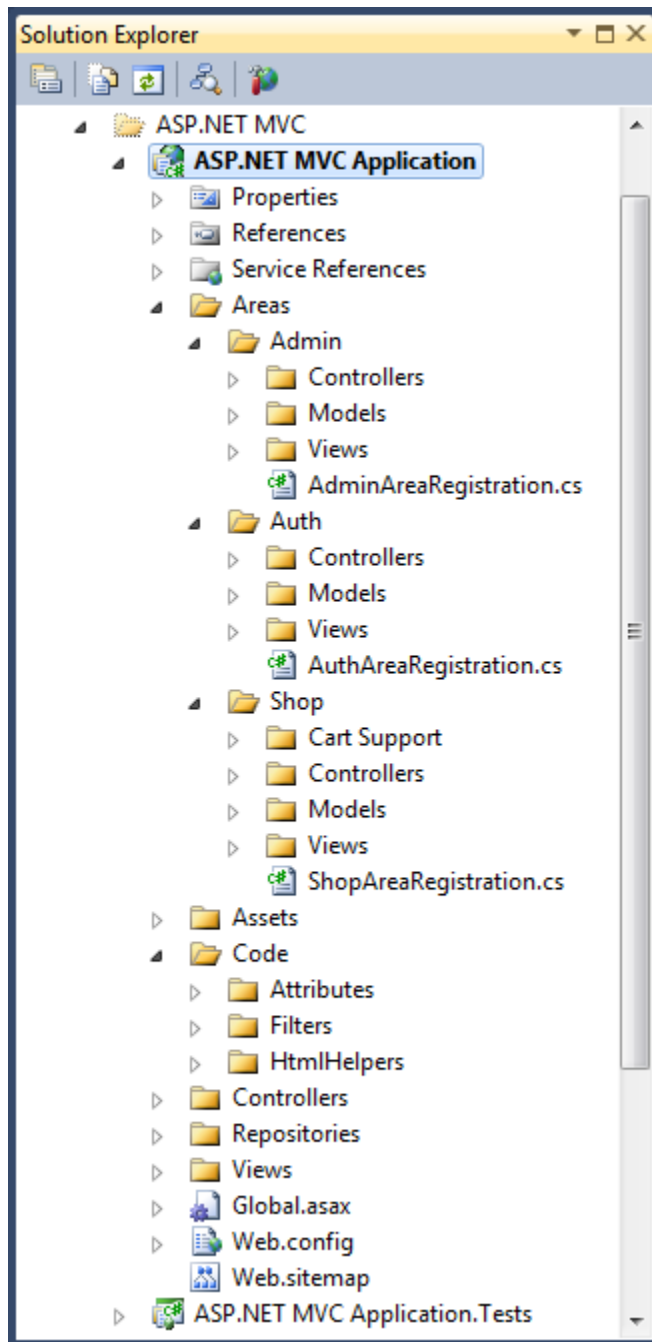 Solution Explorer
ASP.NET MVC
ASP.NET MVC Application
Properties
References
Service References
Areas
Admin
Controllers
Models
Views
AdminAreaRegistration.cs
Auth
Controllers
Models
Views
AuthAreaRegistration.cs
Shop
Cart Support
Controllers
Models
Views
ShopAreaRegistration.cs
Assets
Code
Attributes
Filters
HtmlHelpers
Controllers
Repositories
Views
Global.asax
Web.config
Web.sitemap
ASP.NET MVC Application.Tests